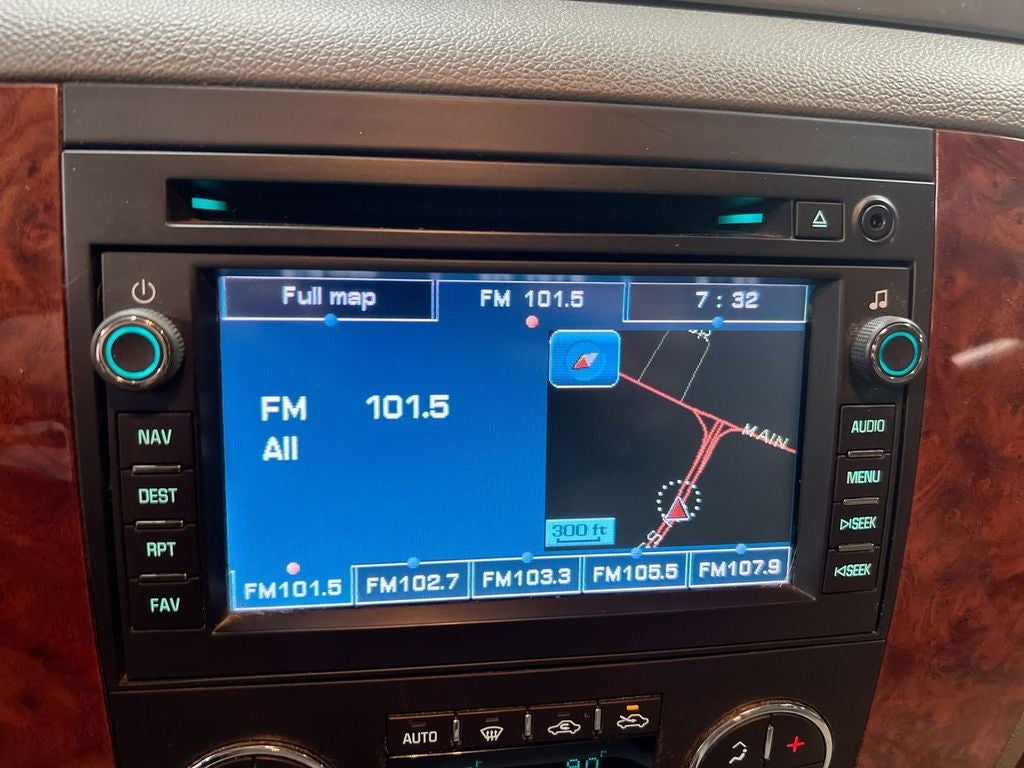 Full map
FM 101.5
7 : 32
FM 101.5
All
MAIN
300 ft
FM101.5
FM102.7
FM103.3
FM105.5
FM107.9
NAV
DEST
RPT
FAV
AUDIO
MENU
SEEK
SEEK
AUTO
90°